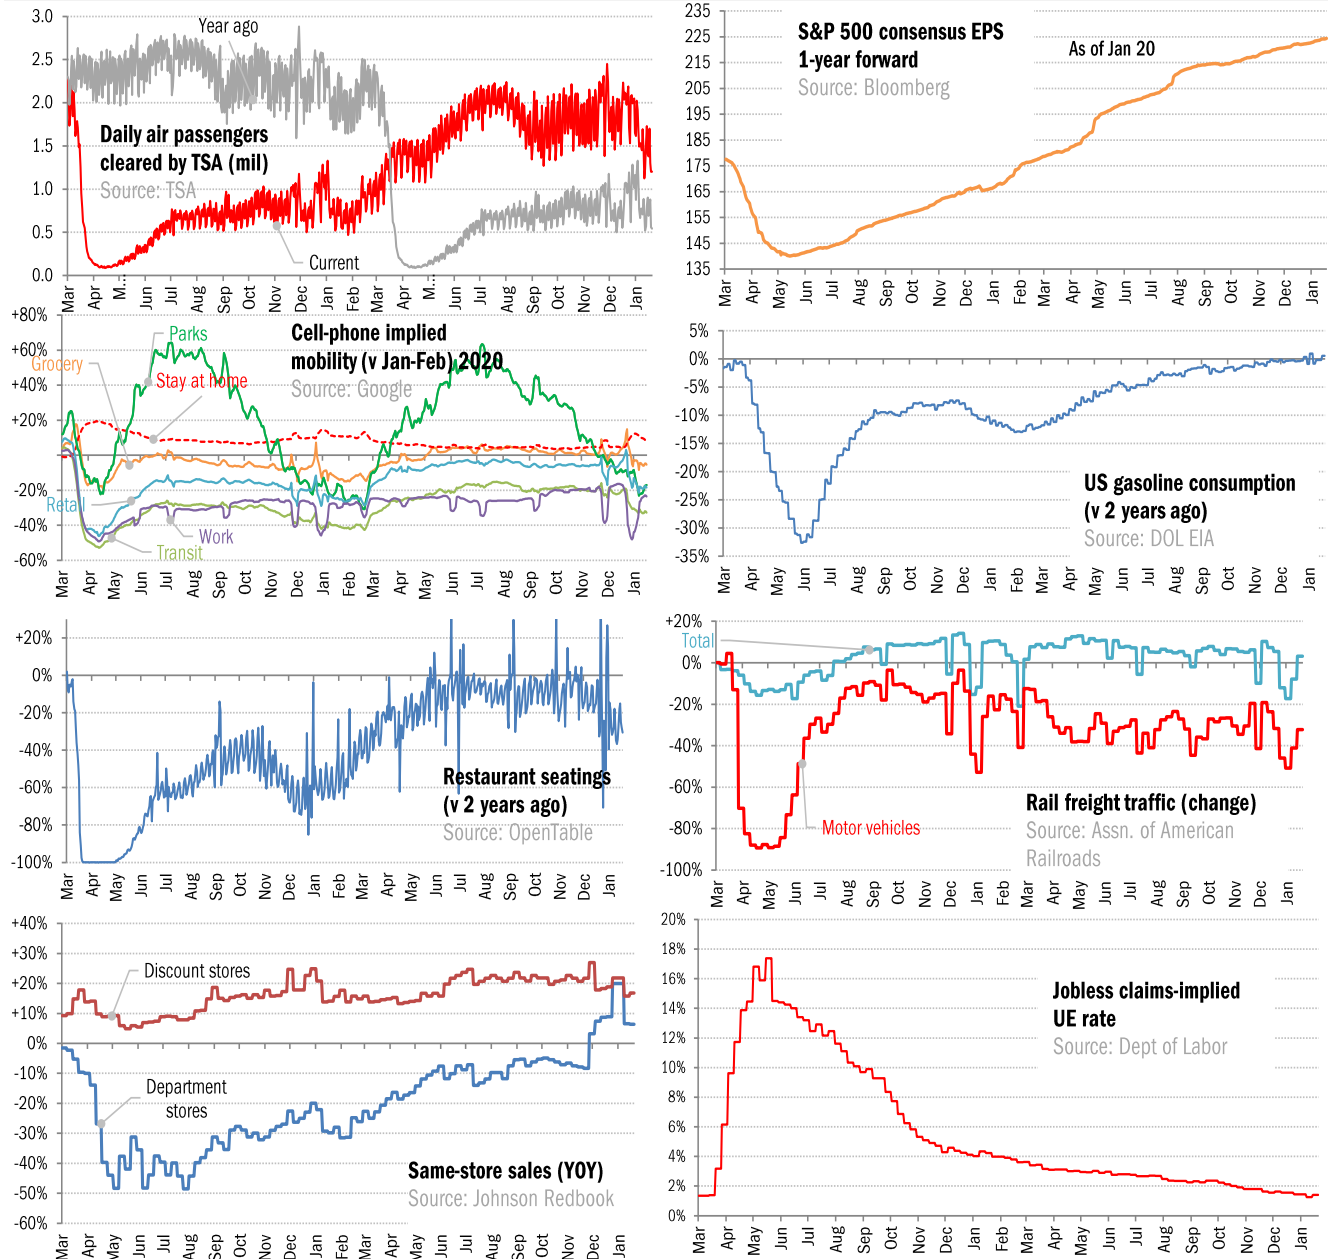 3.0
2.5
2.0
1.5
1.0
0.5
0.0
Year ago
Daily air passengers
cleared by TSA (mil)
Source: TSA
Current
Mar Apr M... Jun Jul Aug Sep Oct Nov Dec Jan Feb Mar Apr M... Jun Jul Aug Sep Oct Nov Dec Jan
235
225
215
205
195
185
175
165
155
145
135
S&P 500 consensus EPS
1-year forward
Source: Bloomberg
As of Jan 20
Mar Apr May Jun Jul Aug Sep Oct Nov Dec Jan Feb Mar Apr May Jun Jul Aug Sep Oct Nov Dec Jan
+80%
+60%
+40%
+20%
0%
-20%
-40%
-60%
Parks
Grocery
Stay at home
Cell-phone implied
mobility (v Jan-Feb) 2020
Source: Google
Retail
Work
Transit
Mar Apr May Jun Jul Aug Sep Oct Nov Dec Jan Feb Mar Apr May Jun Jul Aug Sep Oct Nov Dec Jan
5%
0%
-5%
-10%
-15%
-20%
-25%
-30%
-35%
US gasoline consumption
(v 2 years ago)
Source: DOL EIA
Mar Apr May Jun Jul Aug Sep Oct Nov Dec Jan Feb Mar Apr May Jun Jul Aug Sep Oct Nov Dec Jan
+20%
0%
-20%
-40%
-60%
-80%
-100%
Restaurant seatings
(v 2 years ago)
Source: OpenTable
Mar Apr May Jun Jul Aug Sep Oct Nov Dec Jan Feb Mar Apr May Jun Jul Aug Sep Oct Nov Dec Jan
+20%
0%
-20%
-40%
-60%
-80%
-100%
Total
Motor vehicles
Rail freight traffic (change)
Source: Assn. of American
Railroads
Mar Apr May Jun Jul Aug Sep Oct Nov Dec Jan Feb Mar Apr May Jun Jul Aug Sep Oct Nov Dec Jan
+40%
+30%
+20%
+10%
0%
-10%
-20%
-30%
-40%
-50%
-60%
Discount stores
Department
stores
Same-store sales (YOY)
Source: Johnson Redbook
Mar Apr May Jun Jul Aug Sep Oct Nov Dec Jan Feb Mar Apr May Jun Jul Aug Sep Oct Nov Dec Jan
20%
18%
16%
14%
12%
10%
8%
6%
4%
2%
0%
Jobless claims-implied
UE rate
Source: Dept of Labor
Mar Apr May Jun Jul Aug Sep Oct Nov Dec Jan Feb Mar Apr May Jun Jul Aug Sep Oct Nov Dec Jan